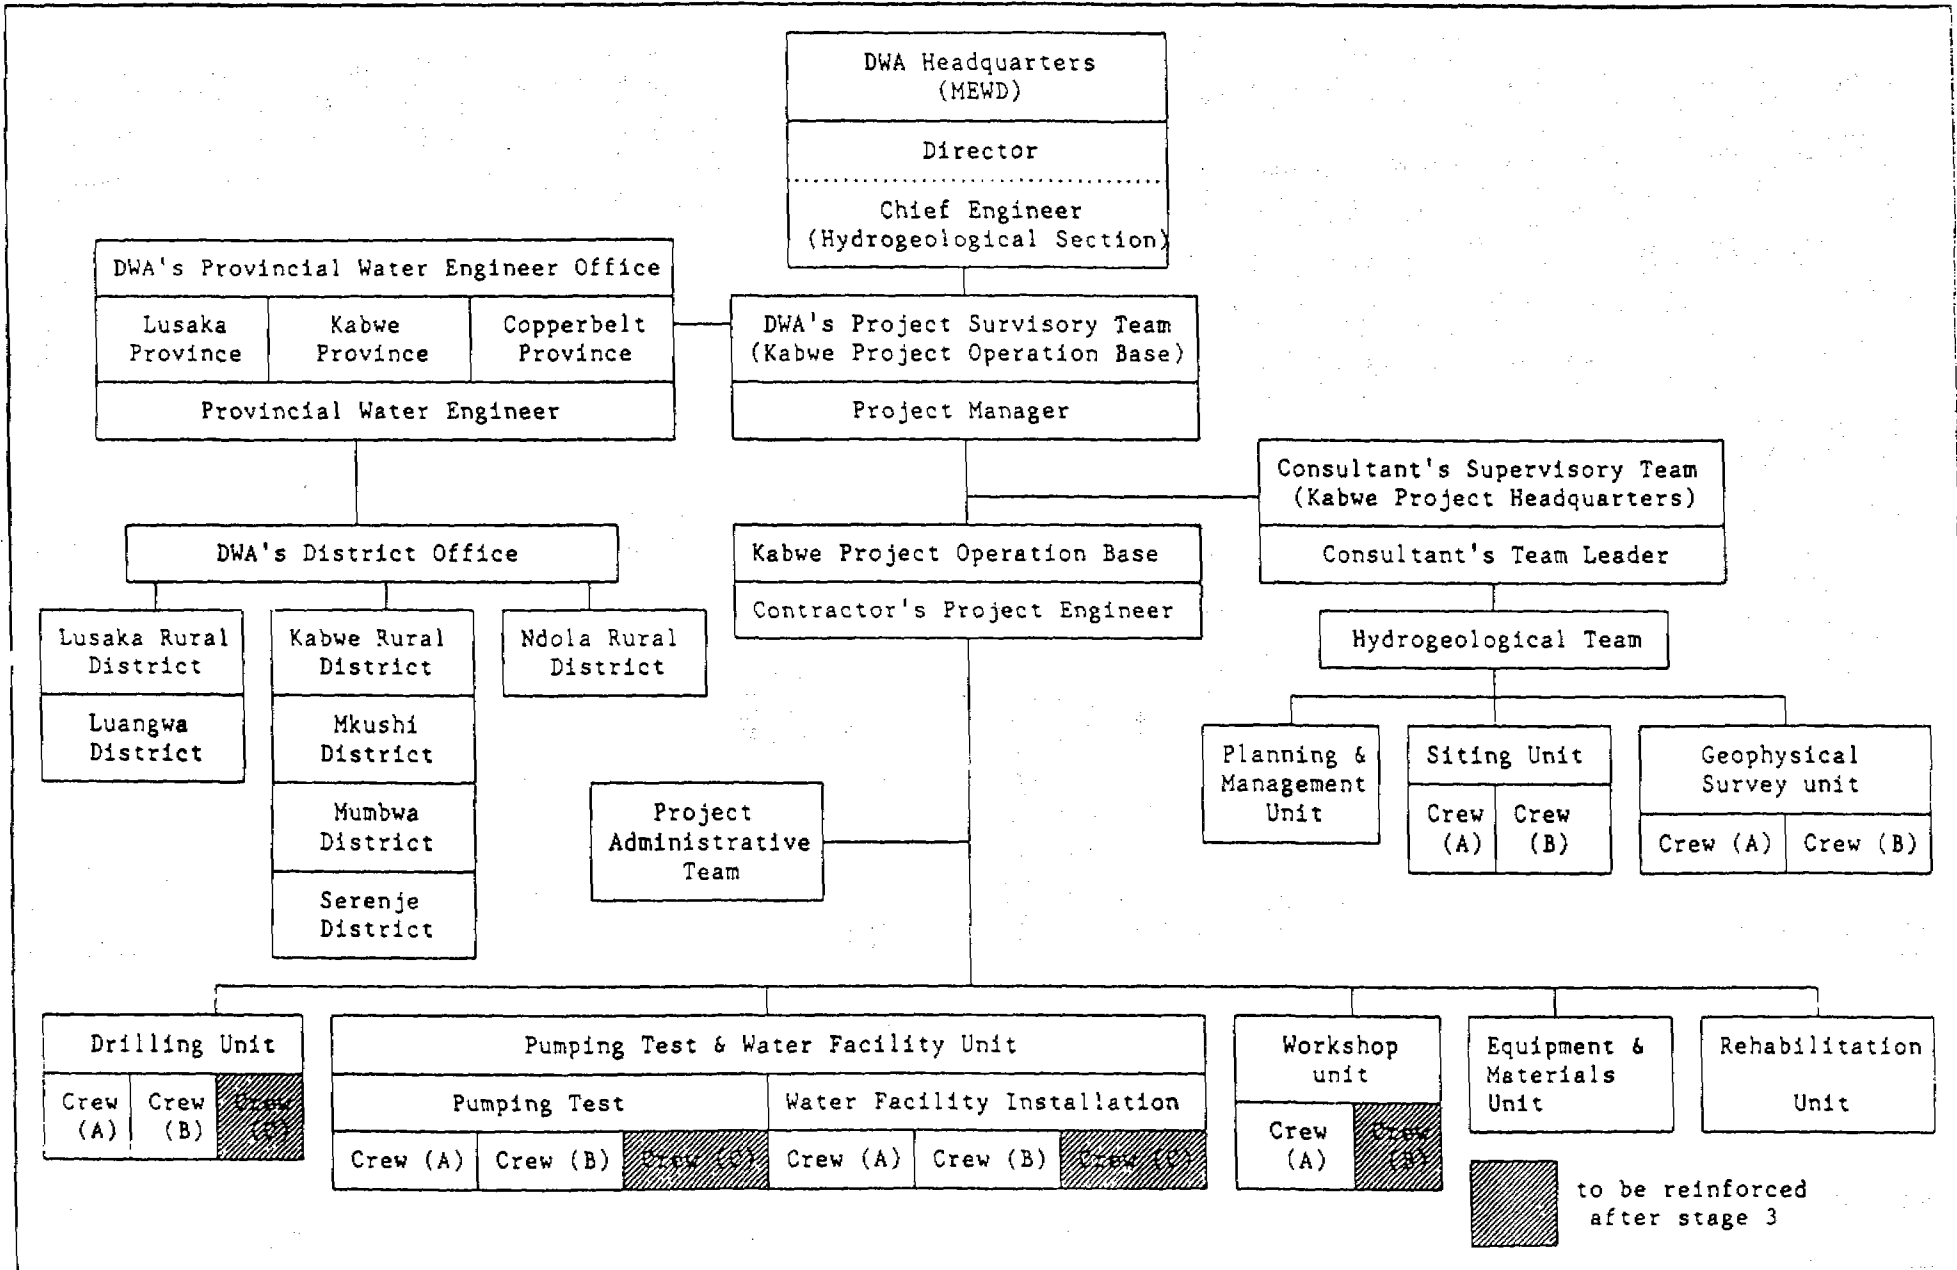 DWA Headquarters
(MEWD)
Director
Chief Engineer
(Hydrogeological Section)
DWA's Provincial Water Engineer Office
Lusaka
Province
Kabwe
Province
Copperbelt
Province
Provincial Water Engineer
DWA's Project Survisory Team
(Kabwe Project Operation Base)
Project Manager
Consultant's Supervisory Team
(Kabwe Project Headquarters)
Consultant's Team Leader
DWA's District Office
Kabwe Project Operation Base
Contractor's Project Engineer
Lusaka Rural
District
Luangwa
District
Kabwe Rural
District
Mkushi
District
Mumbwa
District
Serenje
District
Ndola Rural
District
Hydrogeological Team
Planning &
Management
Unit
Siting Unit
Crew
(A)
Crew
(B)
Geophysical
Survey unit
Crew (A)
Crew (B)
Project
Administrative
Team
Drilling Unit
Crew
(A)
Crew
(B)
Crew
(C)
Pumping Test & Water Facility Unit
Pumping Test
Crew (A)
Crew (B)
Crew (C)
Water Facility Installation
Crew (A)
Crew (B)
Crew (C)
Workshop
unit
Crew
(A)
Crew
(B)
Equipment &
Materials
Unit
Rehabilitation
Unit
to be reinforced
after stage 3